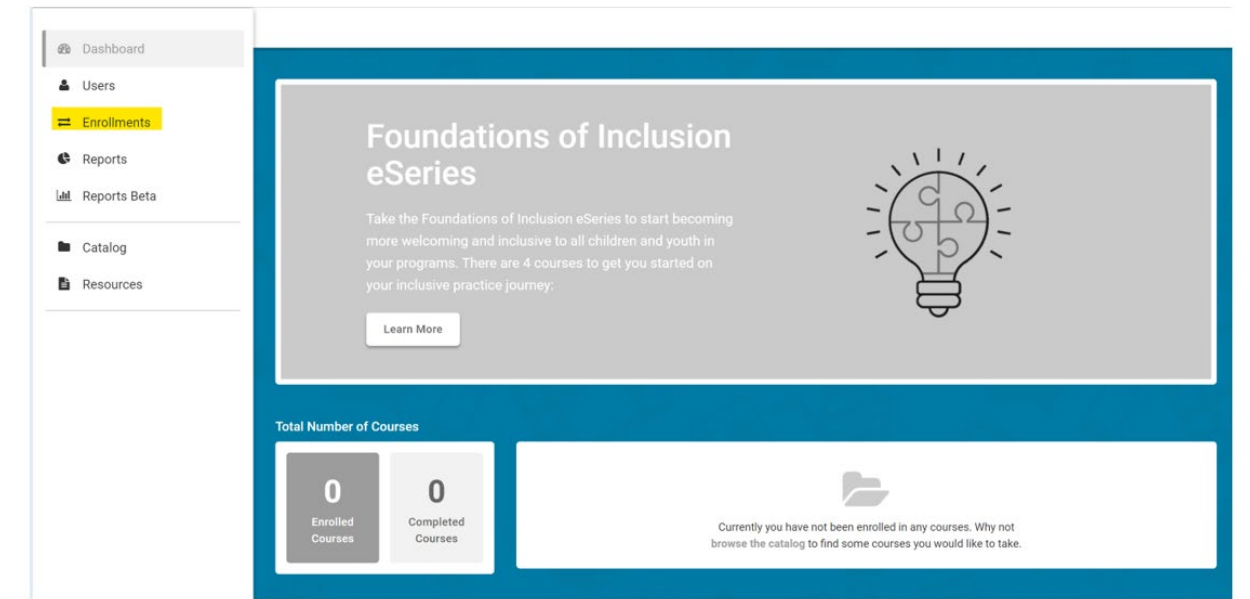 Dashboard
Users
Enrollments
Reports
Reports Beta
Catalog
Resources
Foundations of Inclusion
eSeries
Take the Foundations of Inclusion eSeries to start becoming
more welcoming and inclusive to all children and youth in
your programs. There are 4 courses to get you started on
your inclusive practice journey:
Learn More
Total Number of Courses
0
Enrolled
Courses
0
Completed
Courses
Currently you have not been enrolled in any courses. Why not
browse the catalog to find some courses you would like to take.